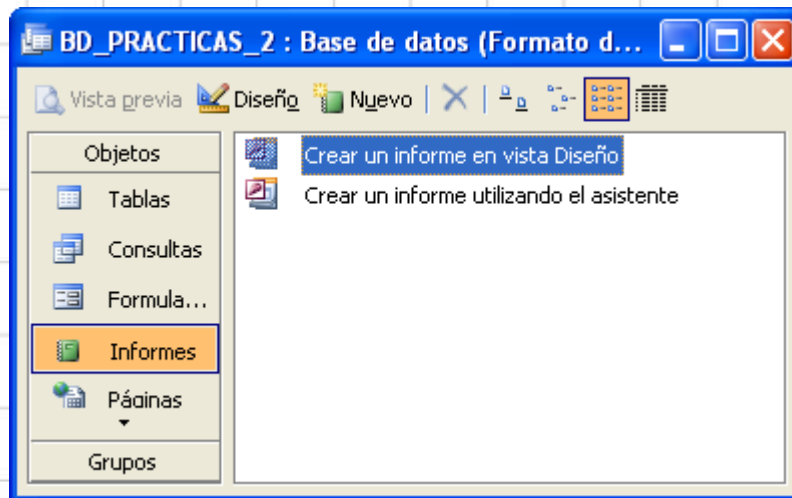 BD_PRACTICAS_2 : Base de datos (Formato d...
Vista previa Diseño Nuevo
Objetos
Tablas
Consultas
Formula...
Informes
Páginas
Grupos
Crear un informe en vista Diseño
Crear un informe utilizando el asistente